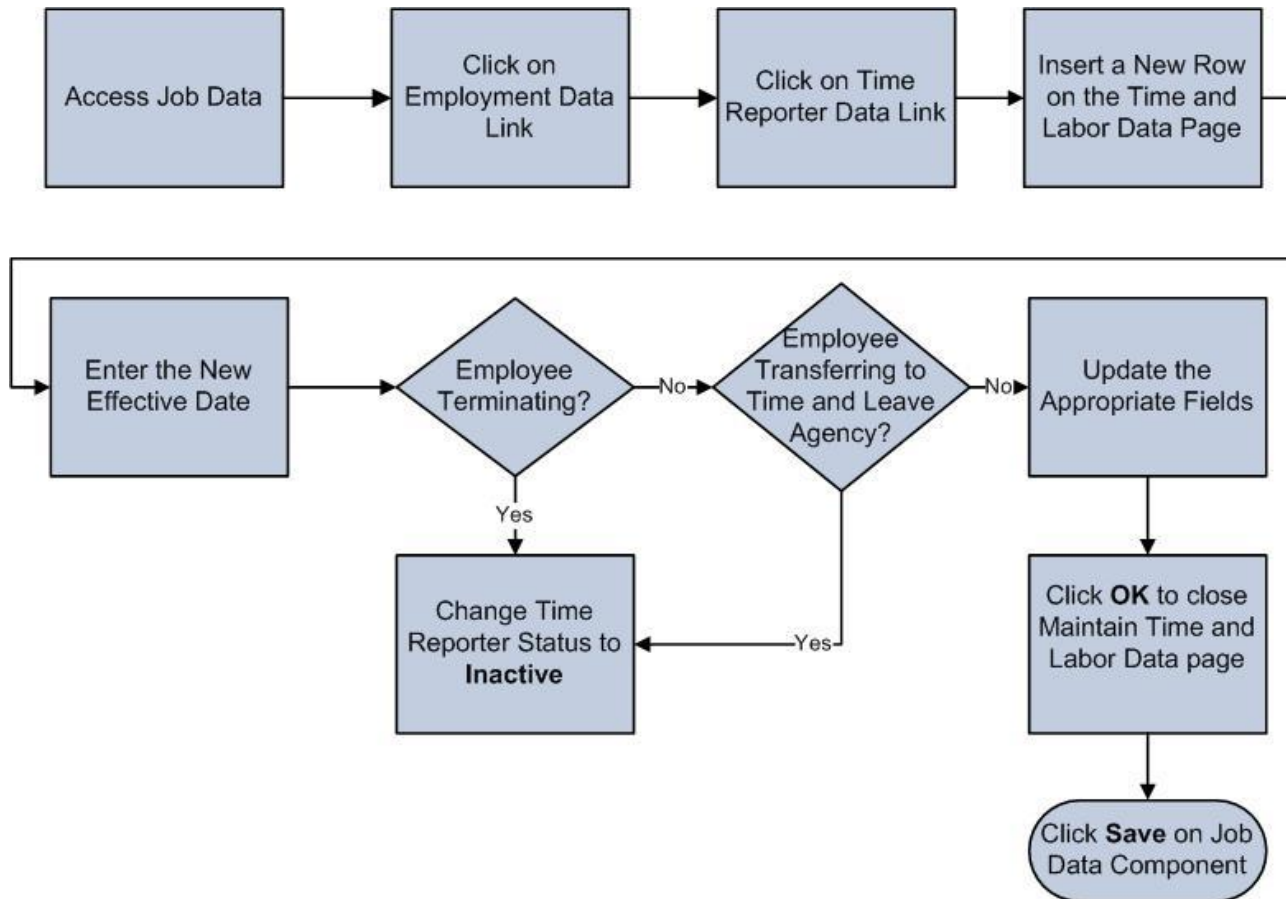 Access Job Data
Click on
Employment Data
Link
Click on Time
Reporter Data Link
Insert a New Row
on the Time and
Labor Data Page
Enter the New
Effective Date
Employee
Terminating?
No
Employee
Transferring to
Time and Leave
Agency?
No
Update the
Appropriate Fields
Yes
Change Time
Reporter Status to
Inactive
Yes
Click OK to close
Maintain Time and
Labor Data page
Click Save on Job
Data Component